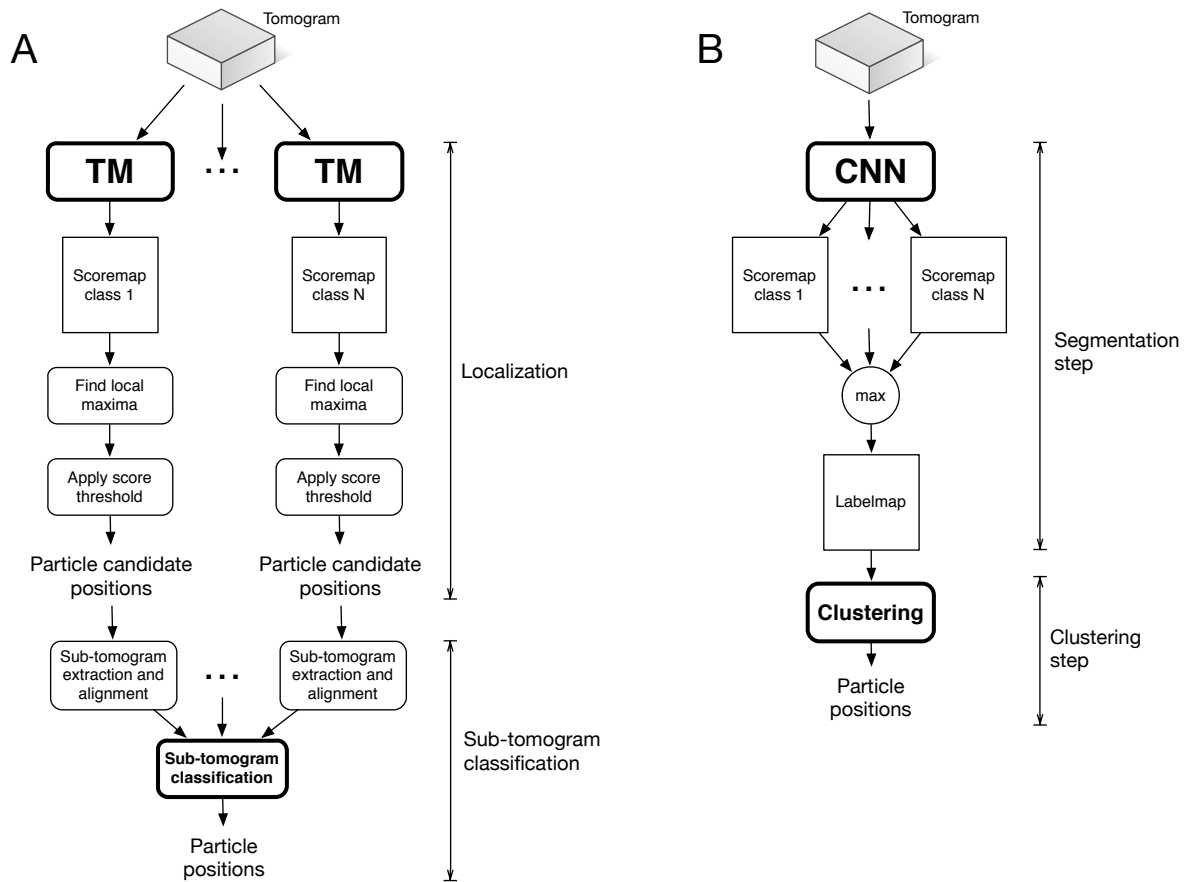 A
Tomogram
TM
...
TM
Scoremap
class 1
Scoremap
class N
Find local
maxima
Find local
maxima
Apply score
threshold
Apply score
threshold
Particle candidate
positions
Particle candidate
positions
Localization
Sub-tomogram
extraction and
alignment
...
Sub-tomogram
extraction and
alignment
Sub-tomogram
classification
Particle
positions
Sub-tomogram
classification
B
Tomogram
CNN
Scoremap
class 1
...
Scoremap
class N
max
Labelmap
Segmentation
step
Clustering
Particle
positions
Clustering
step